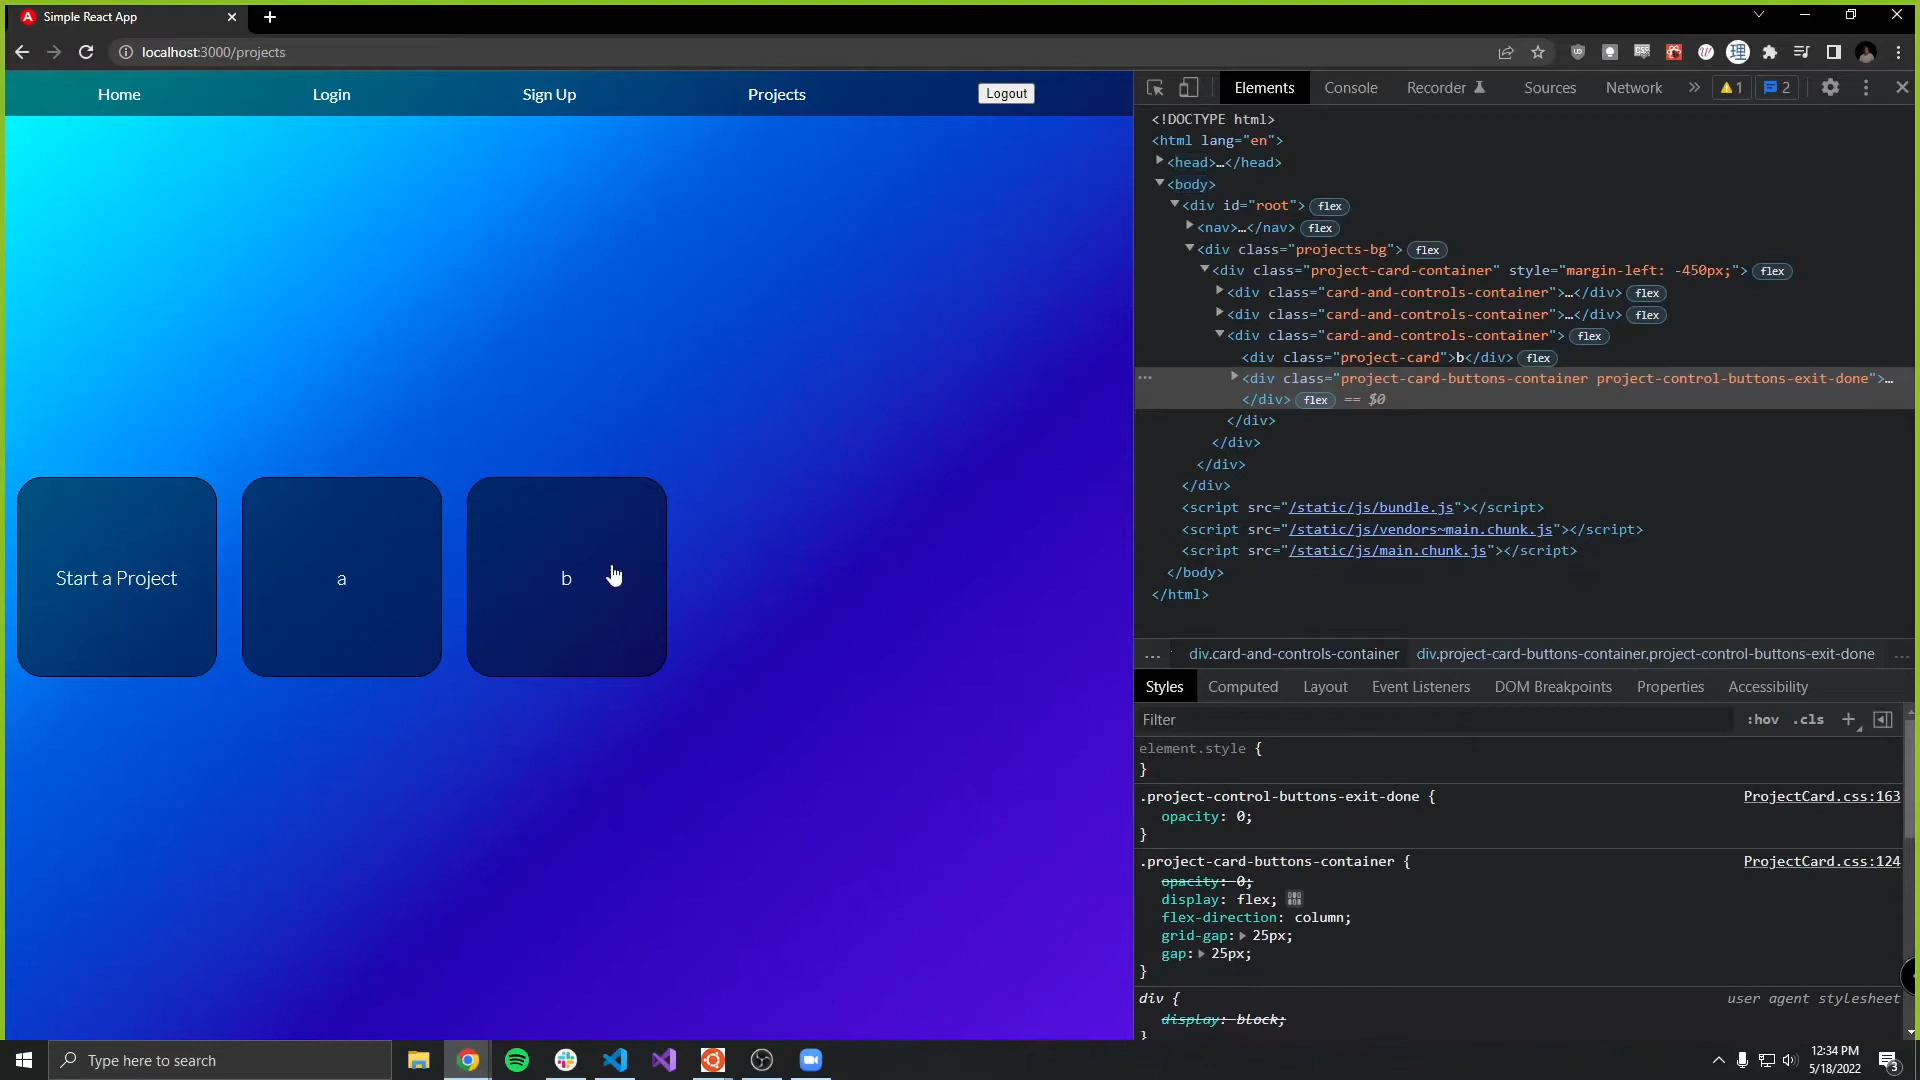 Simple React App
localhost:3000/projects
Home Login Sign Up Projects Logout
Start a Project
a
b
Elements Console Recorder Sources Network » 1 2
<!DOCTYPE html>
<html lang="en">
<head>…</head>
<body>
<div id="root"> flex
<nav>…</nav> flex
<div class="projects-bg"> flex
<div class="project-card-container" style="margin-left: -450px;"> flex
<div class="card-and-controls-container">…</div> flex
<div class="card-and-controls-container">…</div> flex
<div class="card-and-controls-container"> flex
<div class="project-card">b</div> flex
<div class="project-card-buttons-container project-control-buttons-exit-done">…
</div> flex == $0
</div>
</div>
</div>
</div>
<script src="/static/js/bundle.js"></script>
<script src="/static/js/vendors~main.chunk.js"></script>
<script src="/static/js/main.chunk.js"></script>
</body>
</html>
… div.card-and-controls-container div.project-card-buttons-container.project-control-buttons-exit-done …
Styles Computed Layout Event Listeners DOM Breakpoints Properties Accessibility
Filter :hov .cls +
element.style {
}
.project-control-buttons-exit-done { ProjectCard.css:163
opacity: 0;
}
.project-card-buttons-container { ProjectCard.css:124
opacity: 0;
display: flex;
flex-direction: column;
grid-gap: 25px;
gap: 25px;
}
div { user agent stylesheet
display: block;
}
Type here to search
12:34 PM
5/18/2022
3